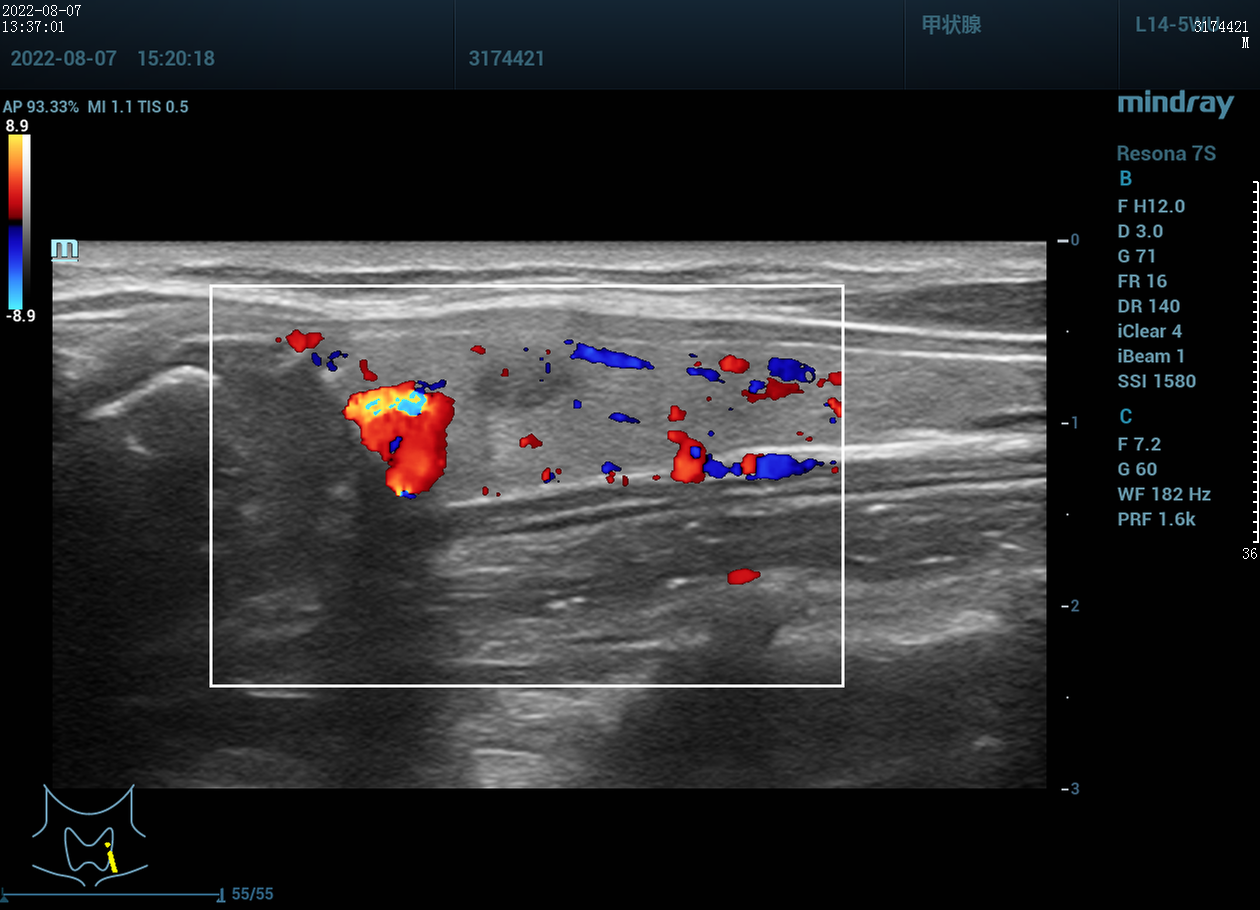 2022-08-07
13:37:01
甲状腺
3174421
M
2022-08-07 15:20:18
3174421
AP 93.33% MI 1.1 TIS 0.5
mindray
8.9
-8.9
m
Resona 7S
B
F H12.0
D 3.0
G 71
FR 16
DR 140
iClear 4
iBeam 1
SSI 1580
C
F 7.2
G 60
WF 182 Hz
PRF 1.6k
0
1
2
3
36
55/55